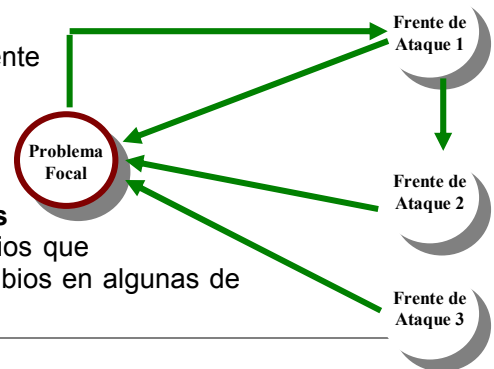 Frente de
Ataque 1
ente
Problema
Focal
Frente de
Ataque 2
s
ios que
bios en algunas de
Frente de
Ataque 3